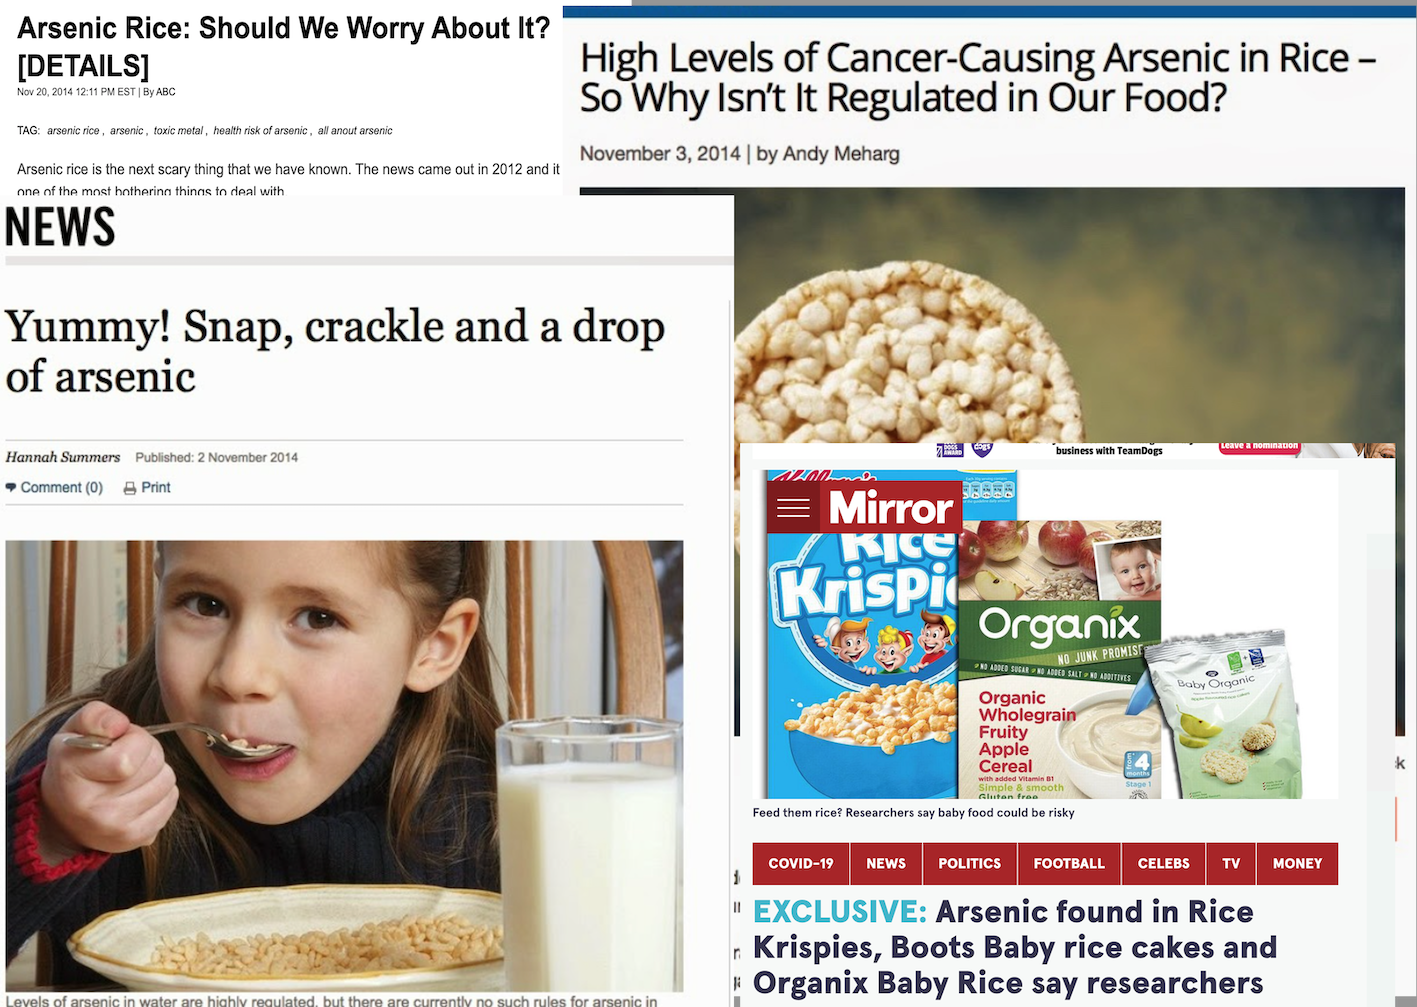 Arsenic Rice: Should We Worry About It?
[DETAILS]
Nov 20, 2014 12:11 PM EST | By ABC
TAG: arsenic rice , arsenic , toxic metal , health risk of arsenic , all anout arsenic
Arsenic rice is the next scary thing that we have known. The news came out in 2012 and it
one of the most bothering things to deal with
High Levels of Cancer-Causing Arsenic in Rice –
So Why Isn't It Regulated in Our Food?
November 3, 2014 | by Andy Meharg
NEWS
Yummy! Snap, crackle and a drop
of arsenic
Hannah Summers Published: 2 November 2014
Comment (0) Print
Levels of arsenic in water are highly regulated, but there are currently no such rules for arsenic in
DOGS
AWARD
dogs
business with TeamDogs
Leave a nomination
Kellogg's
Mirror
Rice
Krispie
Organix
NO JUNK PROMISE
NO ADDED SUGAR NO ADDED SALT NO ADDITIVES
Organic
Wholegrain
Fruity
Apple
Cereal
with added Vitamin B1
Simple & smooth
Gluten free
from
4
months
Stage 1
Baby Organic
Feed them rice? Researchers say baby food could be risky
COVID-19 NEWS POLITICS FOOTBALL CELEBS TV MONEY
EXCLUSIVE: Arsenic found in Rice
Krispies, Boots Baby rice cakes and
Organix Baby Rice say researchers